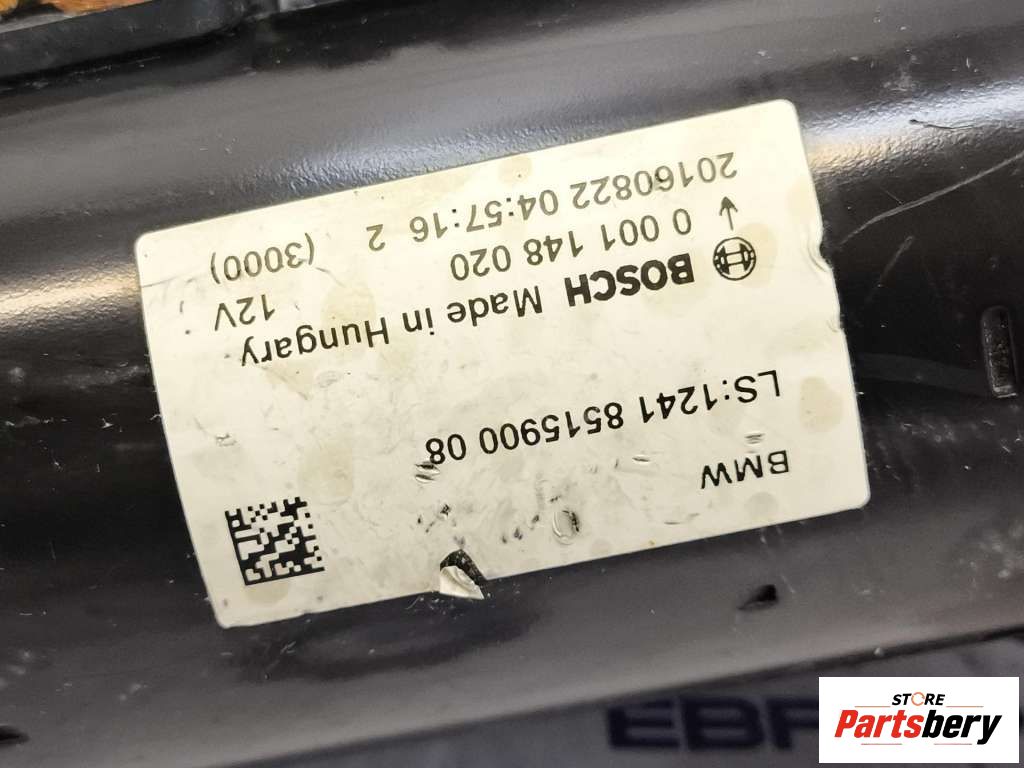 BMW
LS:1241 8515900 08
BOSCH Made in Hungary
0 001 148 020 12V
20160822 04:57:16 2 (3000)
STORE
Partsbery